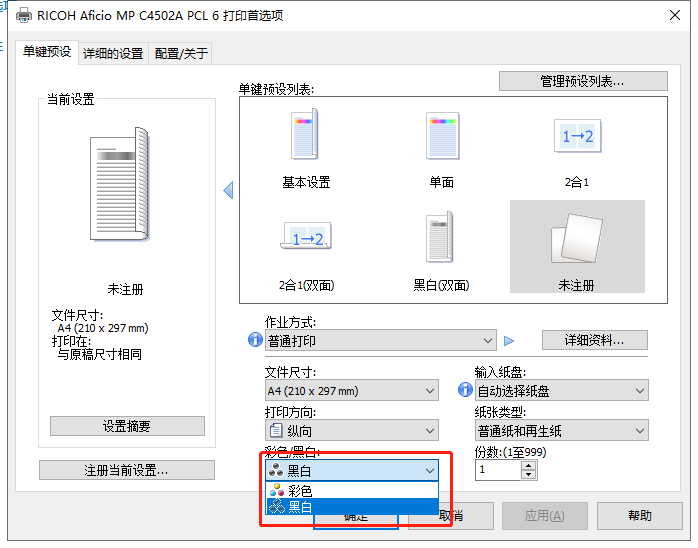 RICOH Aficio MP C4502A PCL 6 打印首选项
单键预设 详细的设置 配置/关于
当前设置
未注册
文件尺寸:
A4 (210 x 297 mm)
打印在:
与原稿尺寸相同
设置摘要
注册当前设置...
单键预设列表:
管理预设列表...
基本设置
单面
1→2
2合1
1→2
2合1(双面)
黑白(双面)
未注册
作业方式:
普通打印
详细资料...
文件尺寸:
A4 (210 x 297 mm)
输入纸盘:
自动选择纸盘
打印方向:
纵向
纸张类型:
普通纸和再生纸
彩色/黑白:
黑白
彩色
黑白
份数:(1至999)
1
确定
取消
应用(A)
帮助